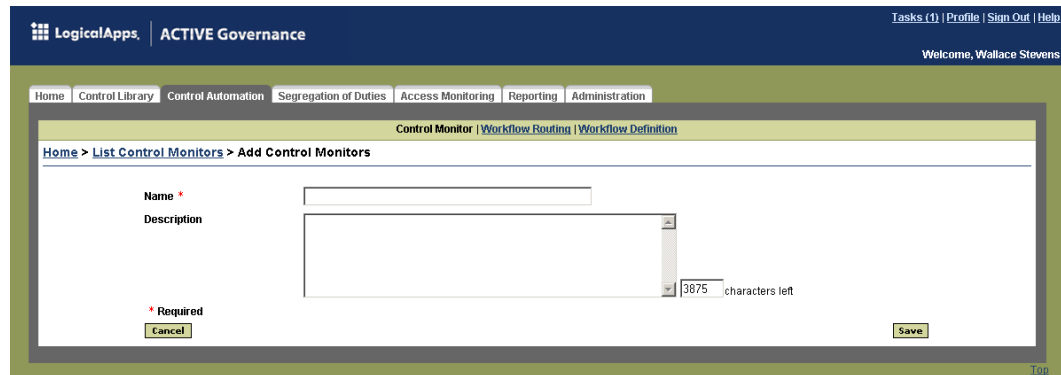 Tasks (1) | Profile | Sign Out | Help
LogicalApps. ACTIVE Governance
Welcome, Wallace Stevens
Home Control Library Control Automation Segregation of Duties Access Monitoring Reporting Administration
Control Monitor | Workflow Routing | Workflow Definition
Home > List Control Monitors > Add Control Monitors
Name *
Description
3875 characters left
* Required
Cancel Save
Top